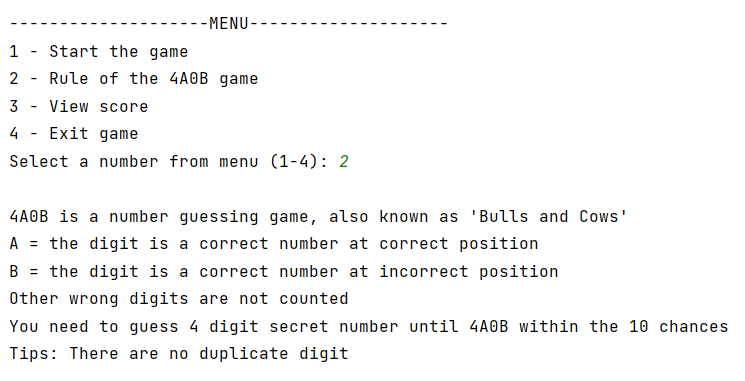 --------------------MENU--------------------
1 - Start the game
2 - Rule of the 4A0B game
3 - View score
4 - Exit game
Select a number from menu (1-4): 2
4A0B is a number guessing game, also known as 'Bulls and Cows'
A = the digit is a correct number at correct position
B = the digit is a correct number at incorrect position
Other wrong digits are not counted
You need to guess 4 digit secret number until 4A0B within the 10 chances
Tips: There are no duplicate digit